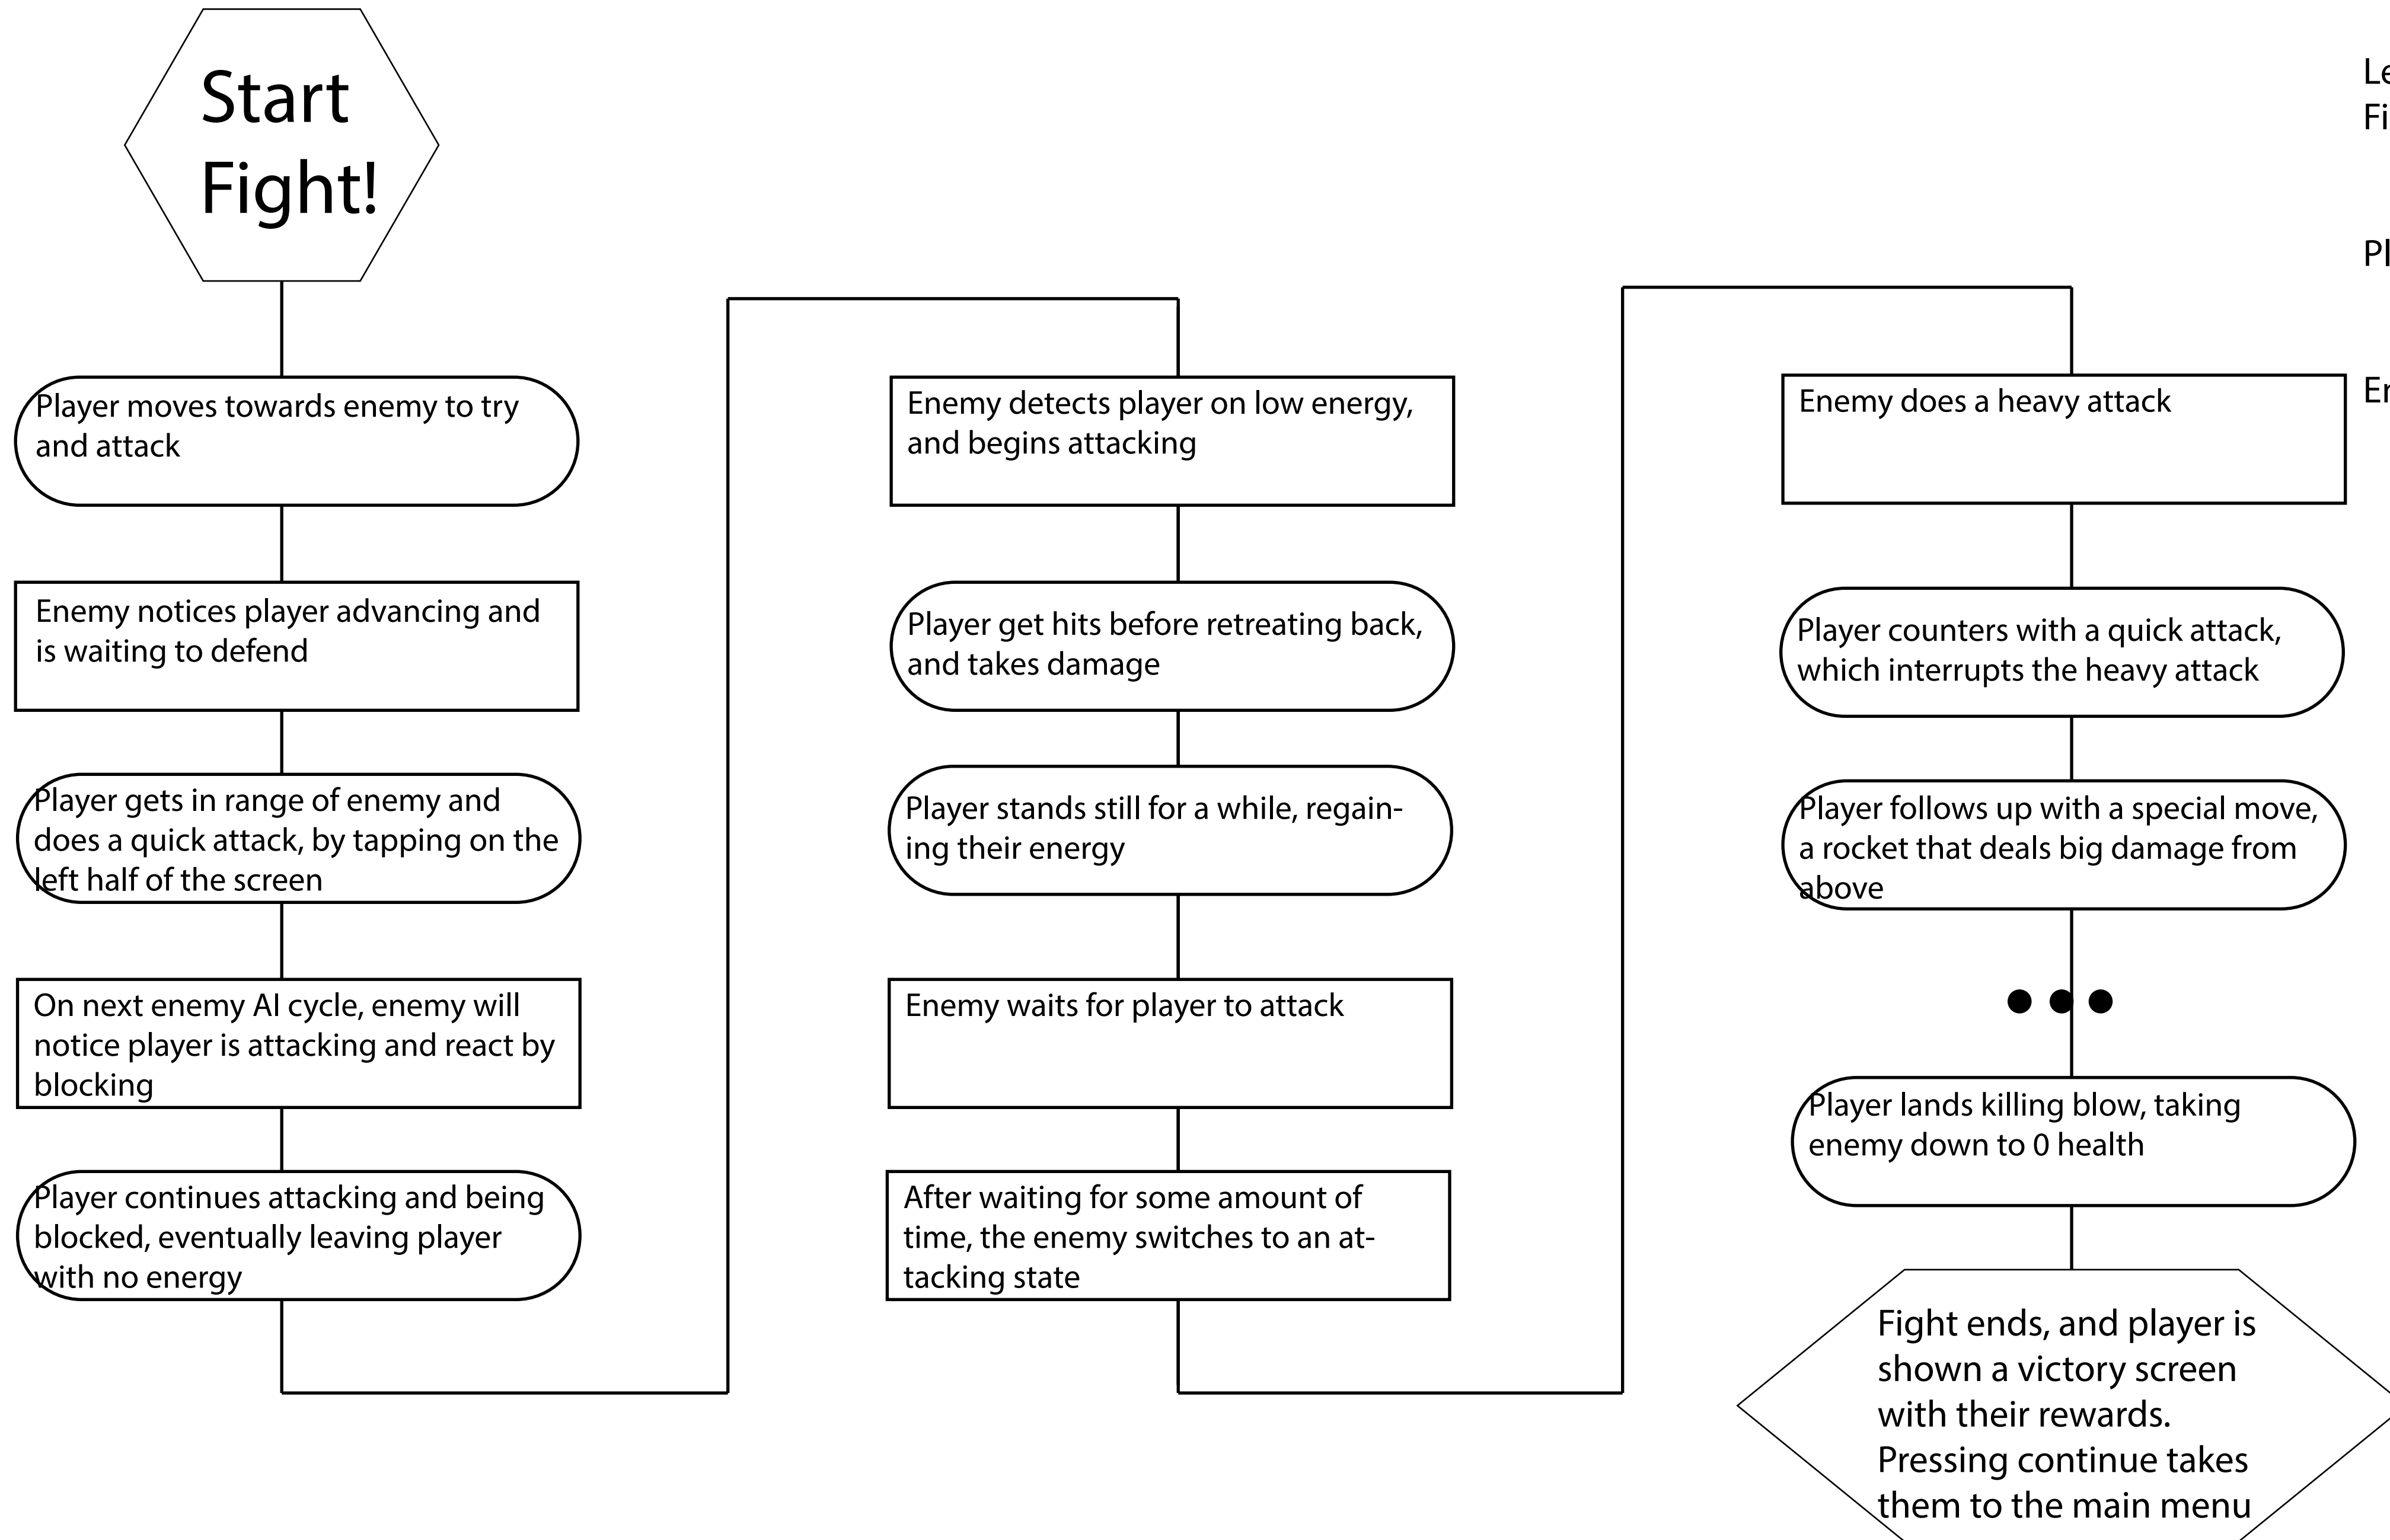 Start
Fight!
Player moves towards enemy to try
and attack
Enemy notices player advancing and
is waiting to defend
Player gets in range of enemy and
does a quick attack, by tapping on the
left half of the screen
On next enemy AI cycle, enemy will
notice player is attacking and react by
blocking
Player continues attacking and being
blocked, eventually leaving player
with no energy
Enemy detects player on low energy,
and begins attacking
Player get hits before retreating back,
and takes damage
Player stands still for a while, regain-
ing their energy
Enemy waits for player to attack
After waiting for some amount of
time, the enemy switches to an at-
tacking state
Enemy does a heavy attack
Player counters with a quick attack,
which interrupts the heavy attack
Player follows up with a special move,
a rocket that deals big damage from
above
Player lands killing blow, taking
enemy down to 0 health
Fight ends, and player is
shown a victory screen
with their rewards.
Pressing continue takes
them to the main menu